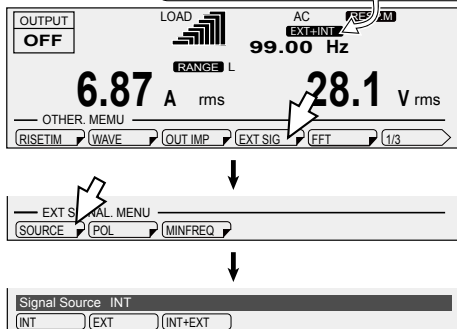 OUTPUT LOAD AC
OFF EXT+INT
99.00 Hz
RANGE L
6.87 A rms 28.1 V rms
OTHER. MEMU
RISETIM WAVE OUT IMP EXT SIG FFT 1/3
EXT NAL. MENU
SOURCE POL MINFREQ
Signal Source INT
INT EXT INT+EXT